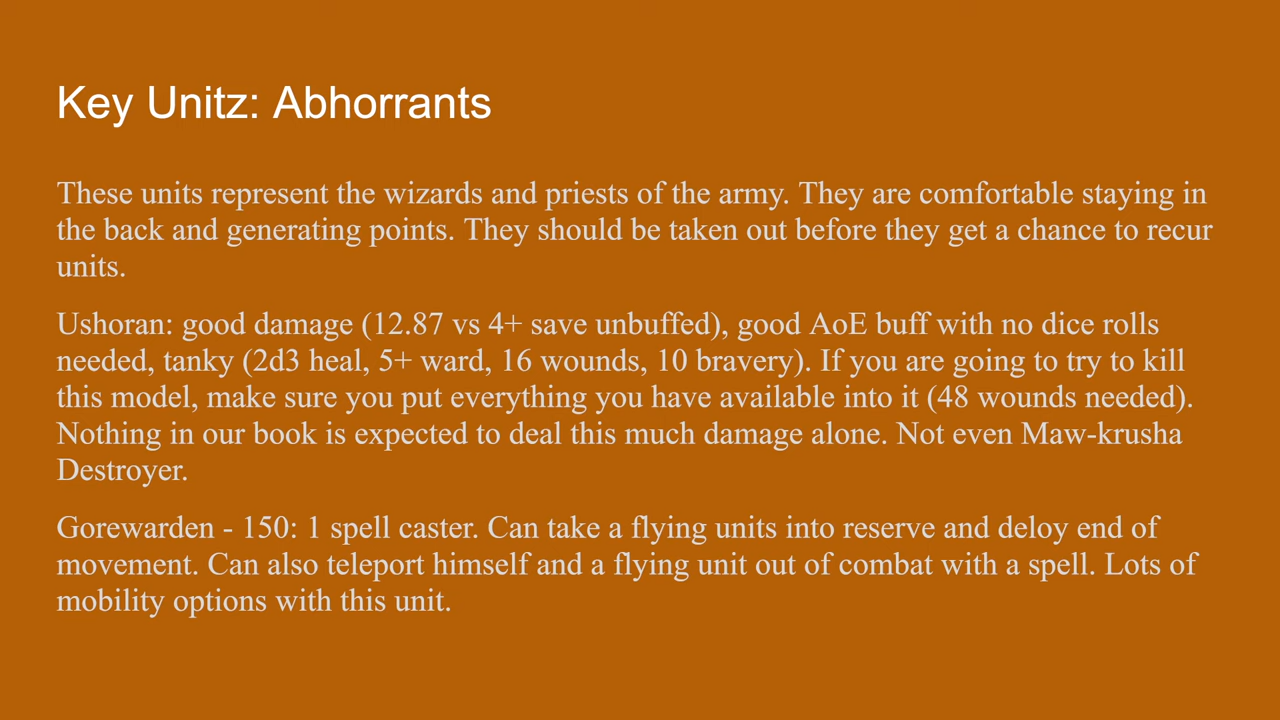 Key Unitz: Abhorrants
These units represent the wizards and priests of the army. They are comfortable staying in
the back and generating points. They should be taken out before they get a chance to recur
units.
Ushoran: good damage (12.87 vs 4+ save unbuffed), good AoE buff with no dice rolls
needed, tanky (2d3 heal, 5+ ward, 16 wounds, 10 bravery). If you are going to try to kill
this model, make sure you put everything you have available into it (48 wounds needed).
Nothing in our book is expected to deal this much damage alone. Not even Maw-krusha
Destroyer.
Gorewarden - 150: 1 spell caster. Can take a flying units into reserve and deloy end of
movement. Can also teleport himself and a flying unit out of combat with a spell. Lots of
mobility options with this unit.